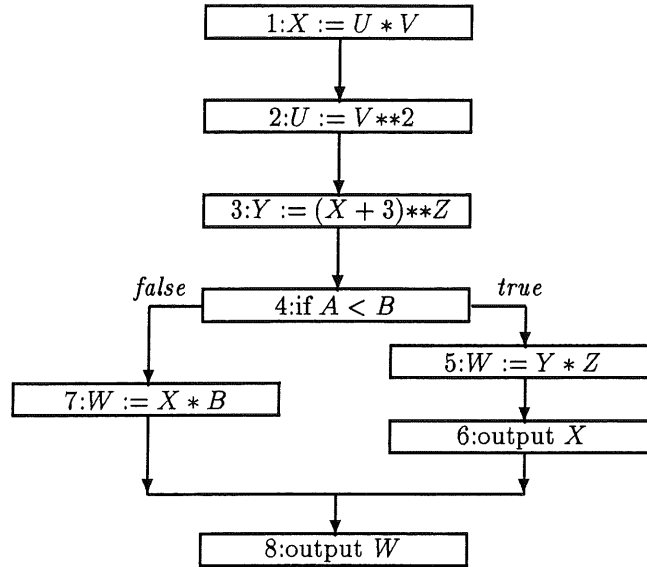 1:X := U * V
2:U := V**2
3:Y := (X + 3)**Z
false
4:if A < B
true
5:W := Y * Z
7:W := X * B
6:output X
8:output W